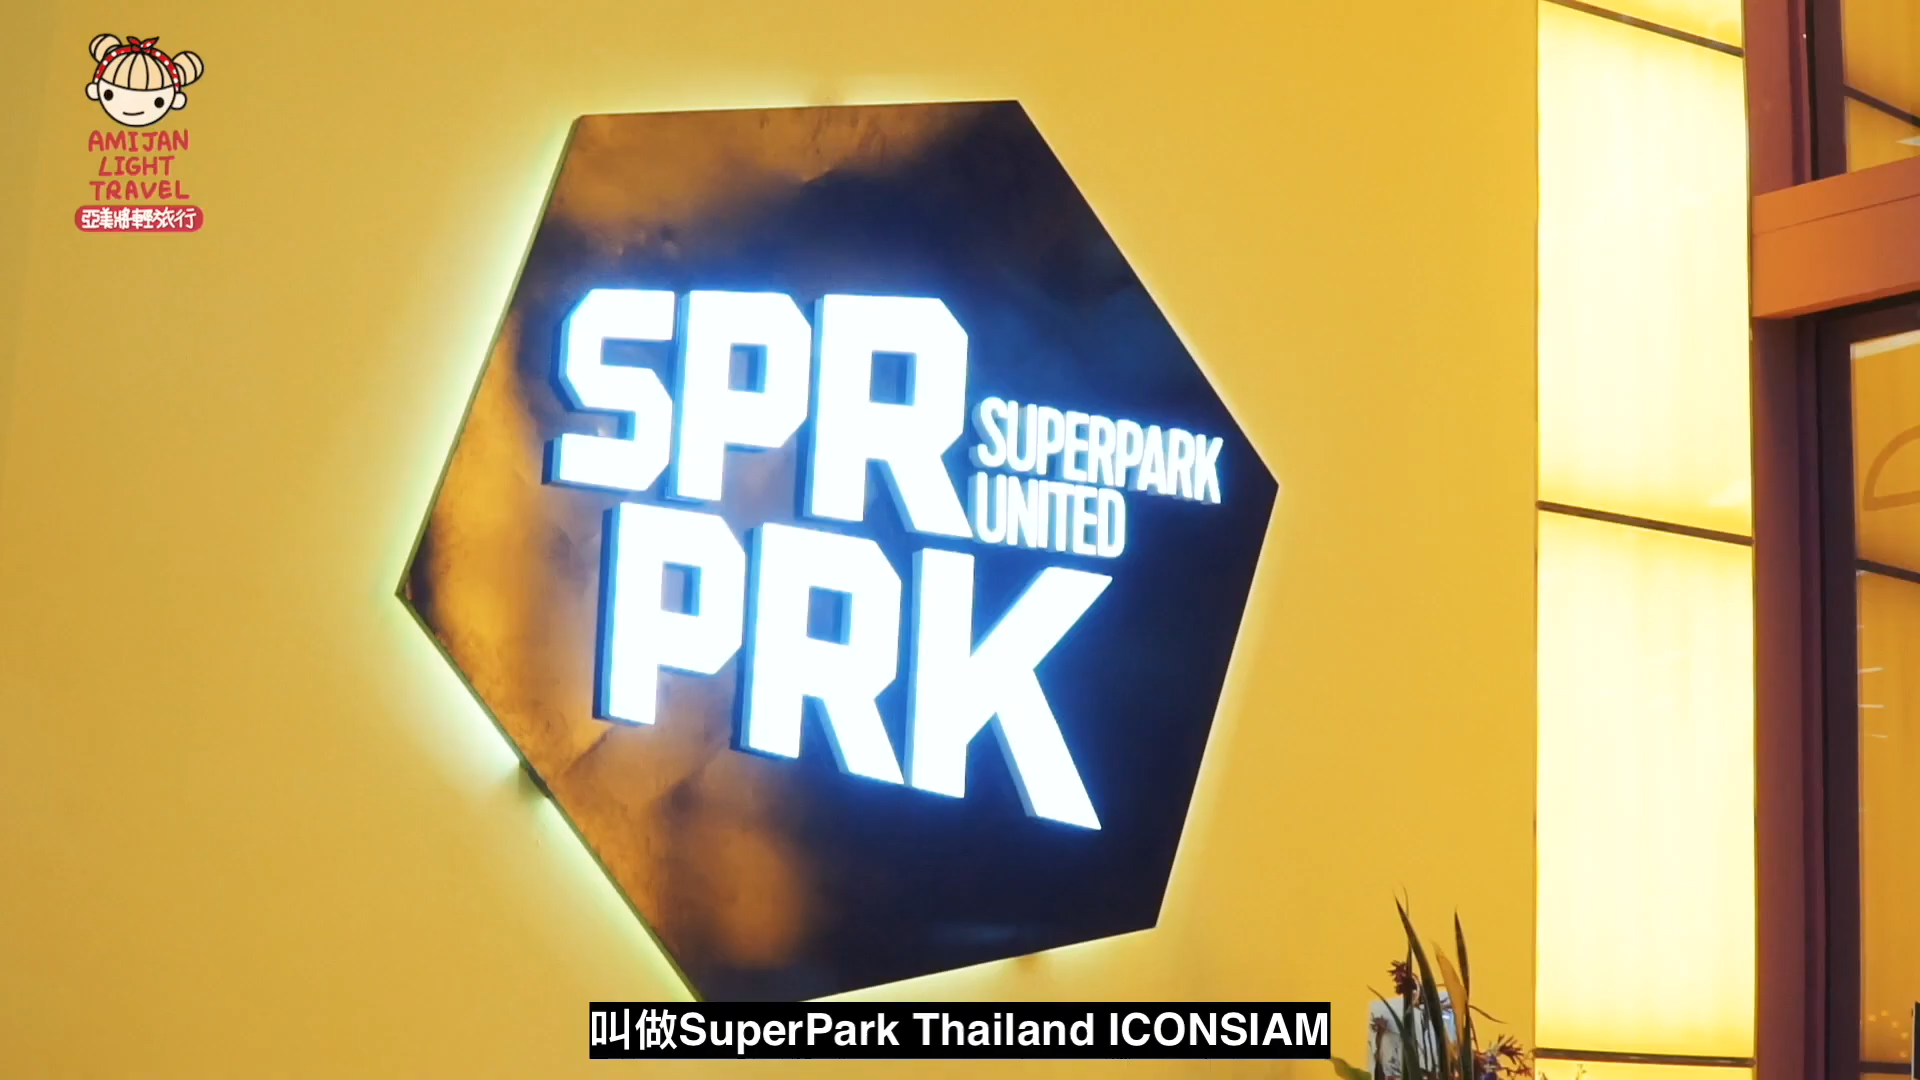 AMIJAN
LIGHT
TRAVEL
亞美將輕旅行
SPR
SUPERPARK
UNITED
PRK
叫做SuperPark Thailand ICONSIAM